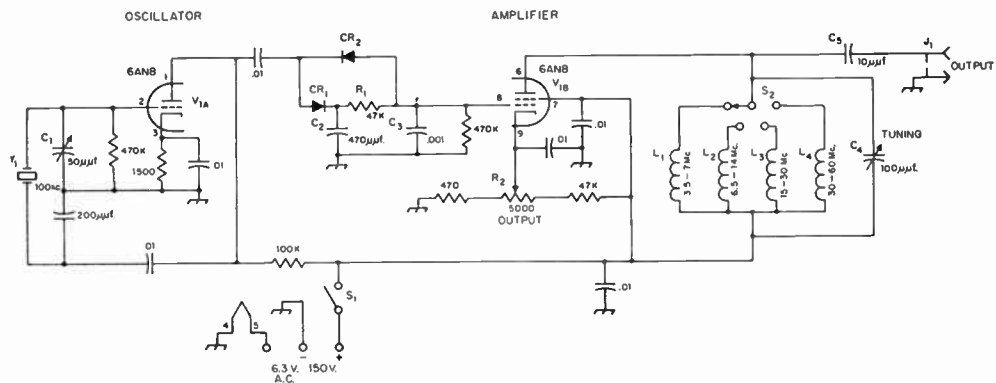 OSCILLATOR
AMPLIFIER
6AN8
V1A
1
2
3
Y1
100KC.
C1
50μμf.
470K
1500
.01
200μμf.
.01
.01
CR2
CR1
R1
47K
C2
470μμf.
C3
.001
470K
6
6AN8
V1B
8
7
9
.01
.01
470
R2
5000
OUTPUT
47K
C5
10μμf.
J1
OUTPUT
S2
L1
3.5-7Mc.
L2
6.5-14Mc.
L3
15-30Mc.
L4
30-60Mc.
TUNING
C4
100μμf.
100K
S1
.01
4
5
6.3V.
A.C.
-
150V.
+